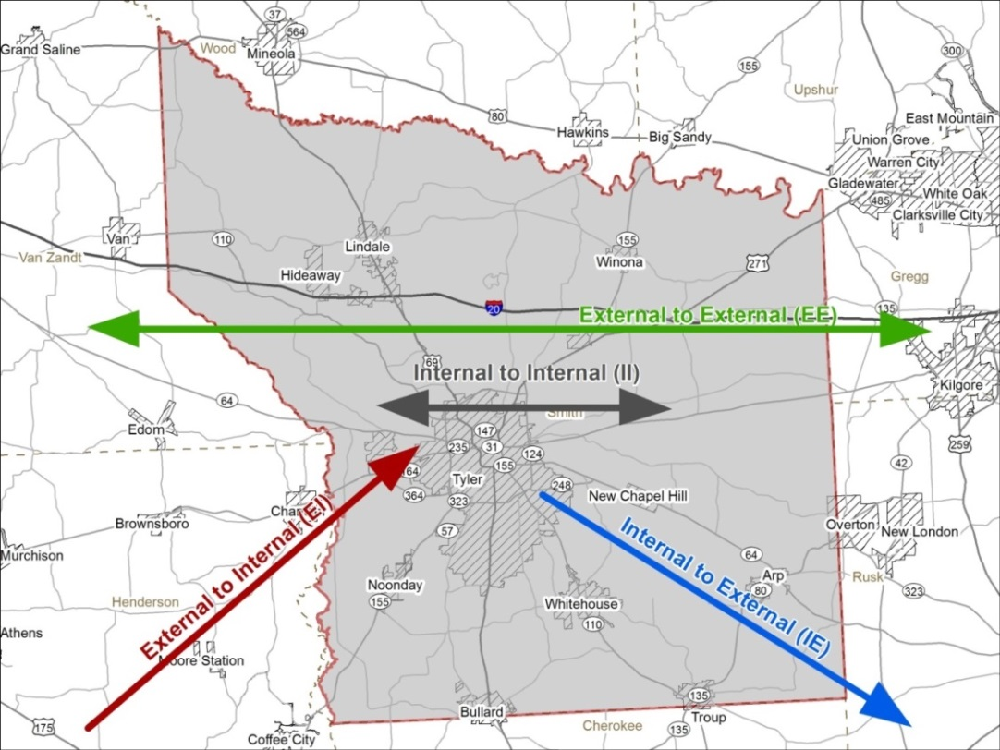 37
564
Grand Saline
Wood
Mineola
300
155
Upshur
80
East Mountain
Hawkins
Big Sandy
Union Grove
Warren City
Gladewater
White Oak
485
Clarksville City
Van
110
155
Lindale
Van Zandt
Winona
271
Hideaway
Gregg
20
135
External to External (EE)
69
Internal to Internal (II)
Kilgore
64
Smith
Edom
147
259
235
31
124
155
42
164
Tyler
248
364
323
New Chapel Hill
Brownsboro
57
Overton
New London
External to Internal (EI)
Internal to External (IE)
Murchison
64
Arp
Rusk
Noonday
80
323
155
Henderson
Whitehouse
110
Athens
Moore Station
135
Bullard
Troup
175
Cherokee
135
Coffee City